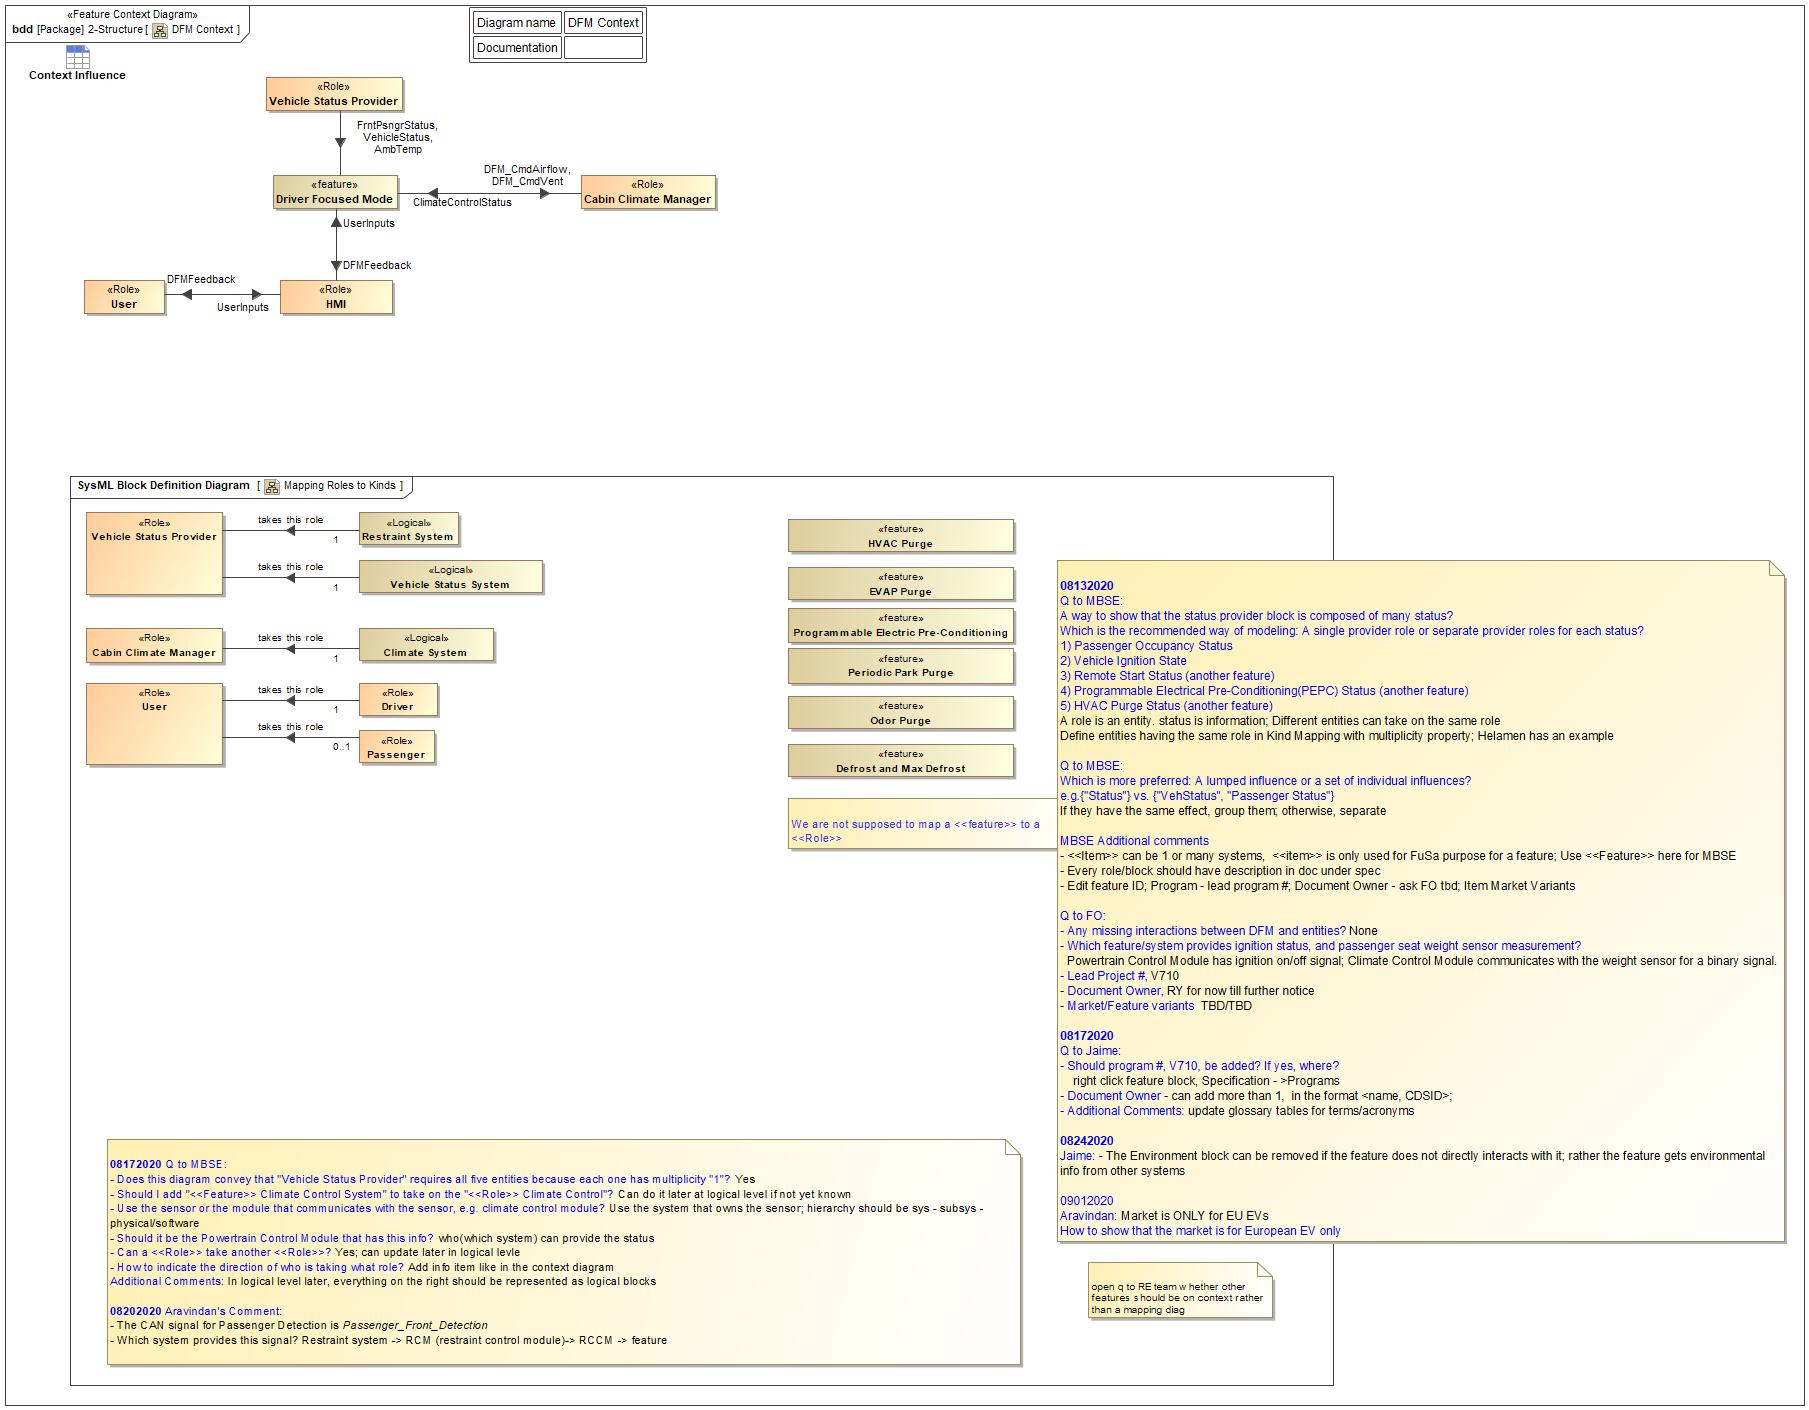 «Feature Context Diagram»
bdd [Package] 2-Structure [ DFM Context ]
Context Influence
Diagram name DFM Context
Documentation
«Role»
Vehicle Status Provider
FrntPsngrStatus,
VehicleStatus,
AmbTemp
«feature»
Driver Focused Mode
DFM_CmdAirflow,
DFM_CmdVent
ClimateControlStatus
«Role»
Cabin Climate Manager
UserInputs
DFMFeedback
«Role»
User
DFMFeedback
UserInputs
«Role»
HMI
SysML Block Definition Diagram [ Mapping Roles to Kinds ]
«Role»
Vehicle Status Provider
takes this role
1
«Logical»
Restraint System
takes this role
1
«Logical»
Vehicle Status System
«Role»
Cabin Climate Manager
takes this role
1
«Logical»
Climate System
«Role»
User
takes this role
1
«Role»
Driver
takes this role
0..1
«Role»
Passenger
«feature»
HVAC Purge
«feature»
EVAP Purge
«feature»
Programmable Electric Pre-Conditioning
«feature»
Periodic Park Purge
«feature»
Odor Purge
«feature»
Defrost and Max Defrost
We are not supposed to map a <<feature>> to a
<<Role>>
08132020
Q to MBSE:
A way to show that the status provider block is composed of many status?
Which is the recommended way of modeling: A single provider role or separate provider roles for each status?
1) Passenger Occupancy Status
2) Vehicle Ignition State
3) Remote Start Status (another feature)
4) Programmable Electrical Pre-Conditioning(PEPC) Status (another feature)
5) HVAC Purge Status (another feature)
A role is an entity. status is information; Different entities can take on the same role
Define entities having the same role in Kind Mapping with multiplicity property; Helamen has an example
Q to MBSE:
Which is more preferred: A lumped influence or a set of individual influences?
e.g.{"Status"} vs. {"VehStatus", "Passenger Status"}
If they have the same effect, group them; otherwise, separate
MBSE Additional comments
- <<Item>> can be 1 or many systems, <<item>> is only used for FuSa purpose for a feature; Use <<Feature>> here for MBSE
- Every role/block should have description in doc under spec
- Edit feature ID; Program - lead program #; Document Owner - ask FO tbd; Item Market Variants
Q to FO:
- Any missing interactions between DFM and entities? None
- Which feature/system provides ignition status, and passenger seat weight sensor measurement?
Powertrain Control Module has ignition on/off signal; Climate Control Module communicates with the weight sensor for a binary signal.
- Lead Project #, V710
- Document Owner, RY for now till further notice
- Market/Feature variants TBD/TBD
08172020
Q to Jaime:
- Should program #, V710, be added? If yes, where?
right click feature block, Specification - >Programs
- Document Owner - can add more than 1, in the format <name, CDSID>;
- Additional Comments: update glossary tables for terms/acronyms
08242020
Jaime: - The Environment block can be removed if the feature does not directly interacts with it; rather the feature gets environmental
info from other systems
09012020
Aravindan: Market is ONLY for EU EVs
How to show that the market is for European EV only
08172020 Q to MBSE:
- Does this diagram convey that "Vehicle Status Provider" requires all five entities because each one has multiplicity "1"? Yes
- Should I add "<<Feature>> Climate Control System" to take on the "<<Role>> Climate Control"? Can do it later at logical level if not yet known
- Use the sensor or the module that communicates with the sensor, e.g. climate control module? Use the system that owns the sensor; hierarchy should be sys - subsys -
physical/software
- Should it be the Powertrain Control Module that has this info? who(which system) can provide the status
- Can a <<Role>> take another <<Role>>? Yes; can update later in logical levle
- How to indicate the direction of who is taking what role? Add info item like in the context diagram
Additional Comments: In logical level later, everything on the right should be represented as logical blocks
08202020 Aravindan's Comment:
- The CAN signal for Passenger Detection is Passenger_Front_Detection
- Which system provides this signal? Restraint system -> RCM (restraint control module)-> RCCM -> feature
open q to RE team whether other
features should be on context rather
than a mapping diag